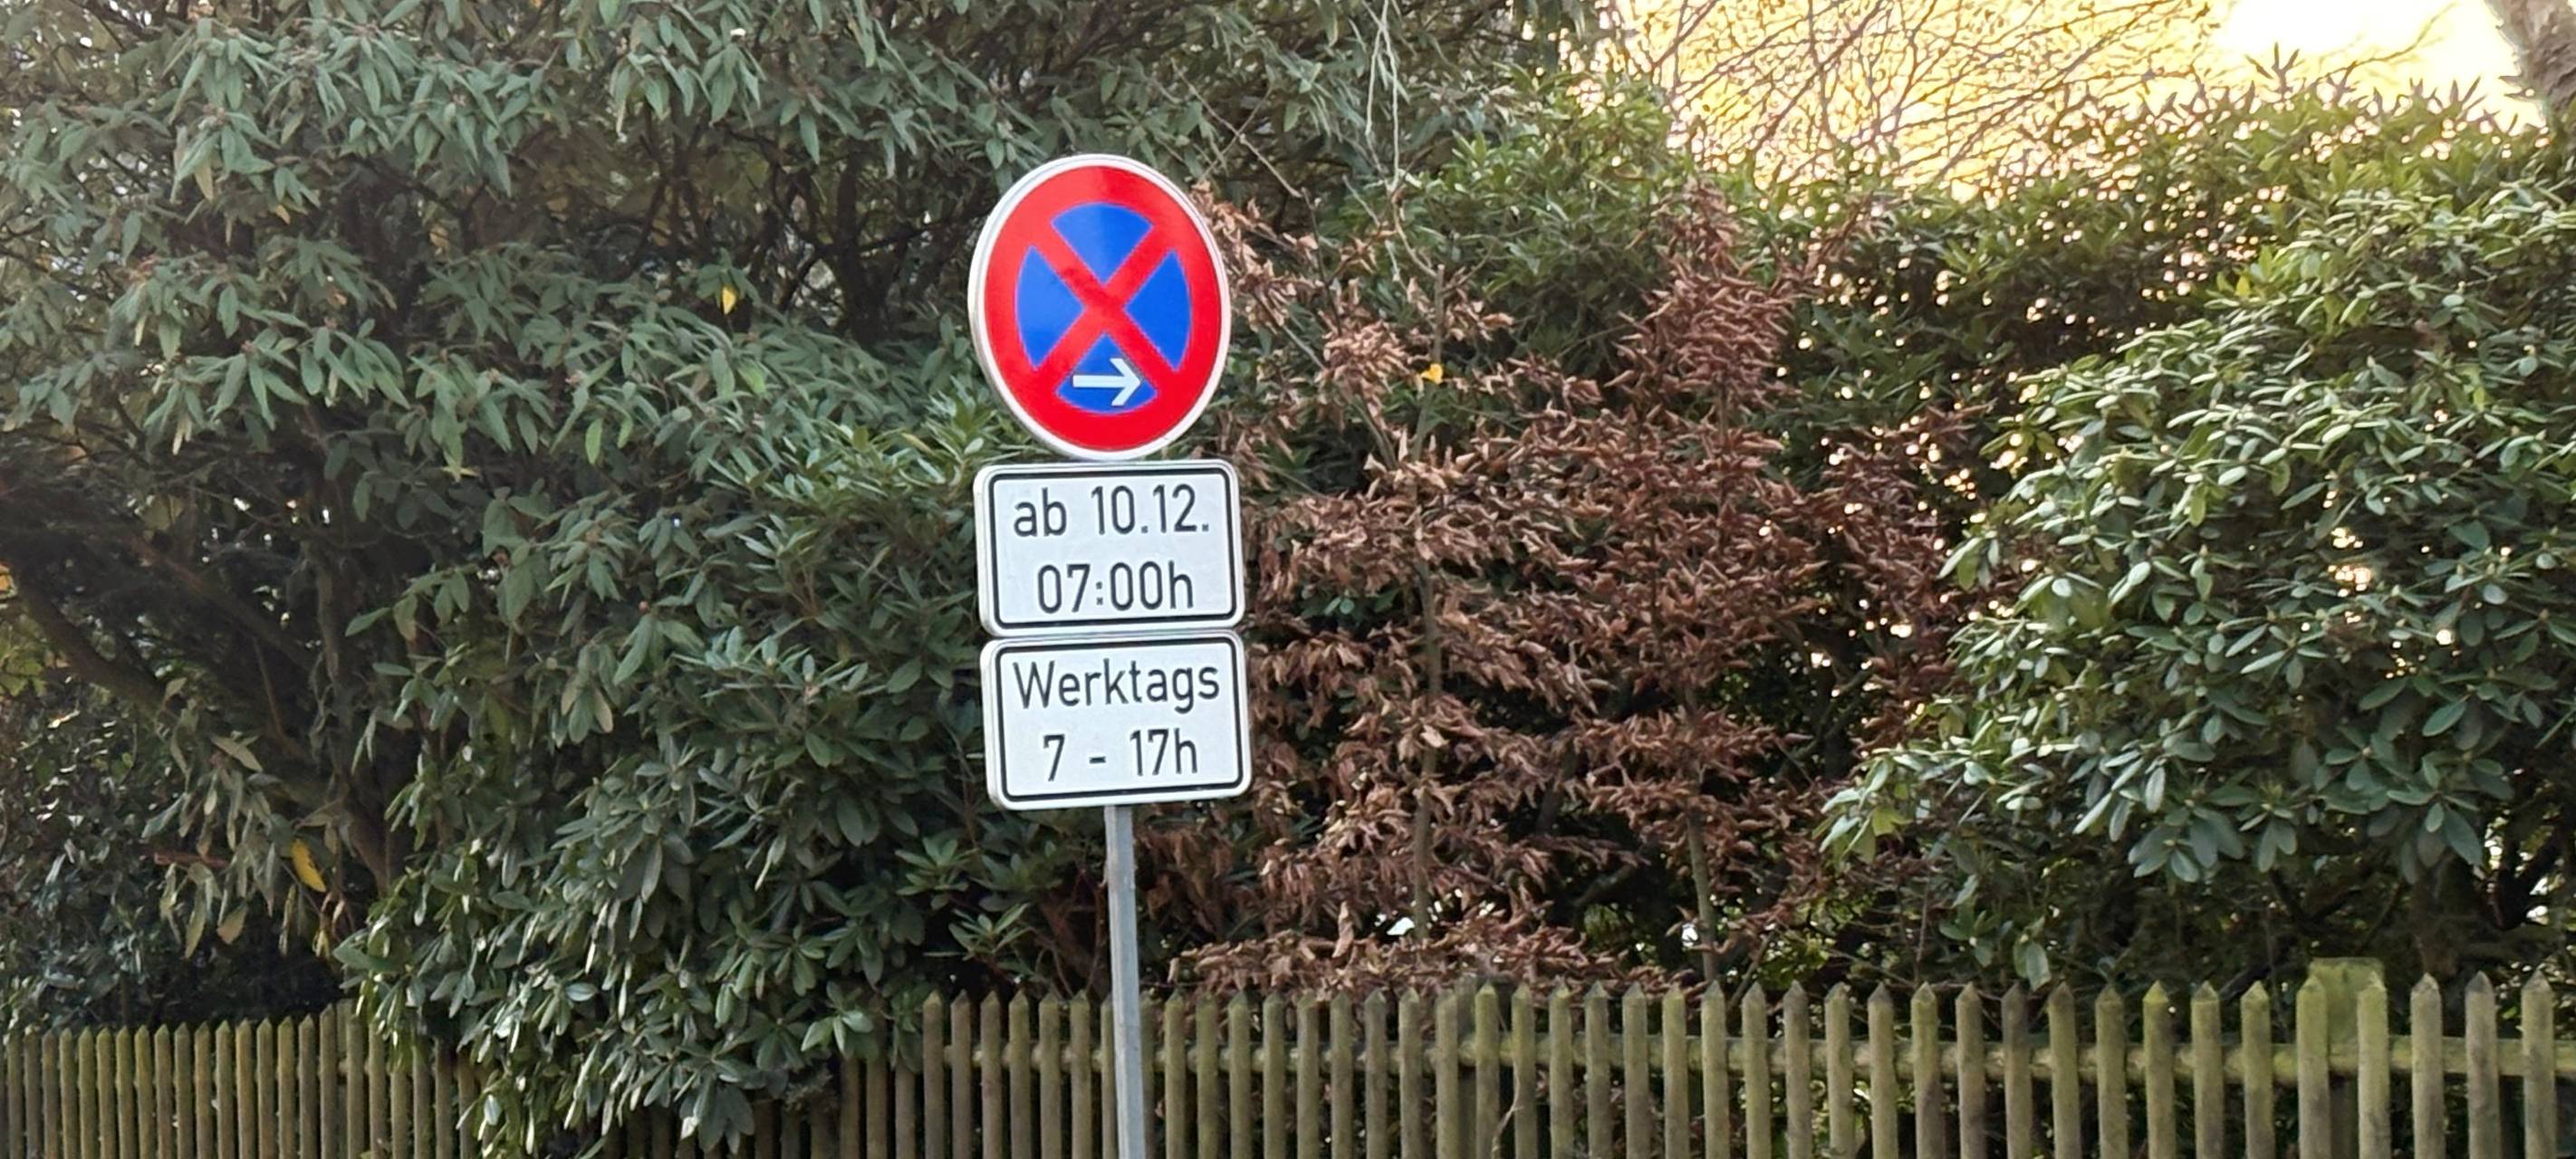 ab 10.12.
07:00h
Werktags
7 - 17h